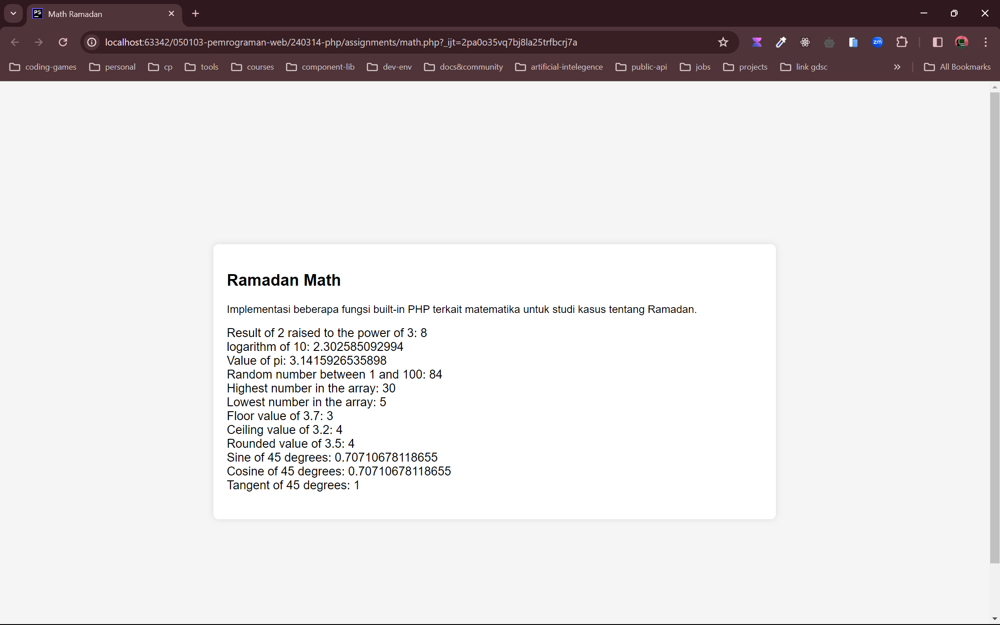 PS
Math Ramadan
localhost:63342/050103-pemrograman-web/240314-php/assignments/math.php?_ijt=2pa0o35vq7bj8la25trfbcrj7a
zm
coding-games personal cp tools courses component-lib dev-env docs&community artificial-intelegence public-api jobs projects link gdsc All Bookmarks
Ramadan Math
Implementasi beberapa fungsi built-in PHP terkait matematika untuk studi kasus tentang Ramadan.
Result of 2 raised to the power of 3: 8
logarithm of 10: 2.302585092994
Value of pi: 3.1415926535898
Random number between 1 and 100: 84
Highest number in the array: 30
Lowest number in the array: 5
Floor value of 3.7: 3
Ceiling value of 3.2: 4
Rounded value of 3.5: 4
Sine of 45 degrees: 0.70710678118655
Cosine of 45 degrees: 0.70710678118655
Tangent of 45 degrees: 1